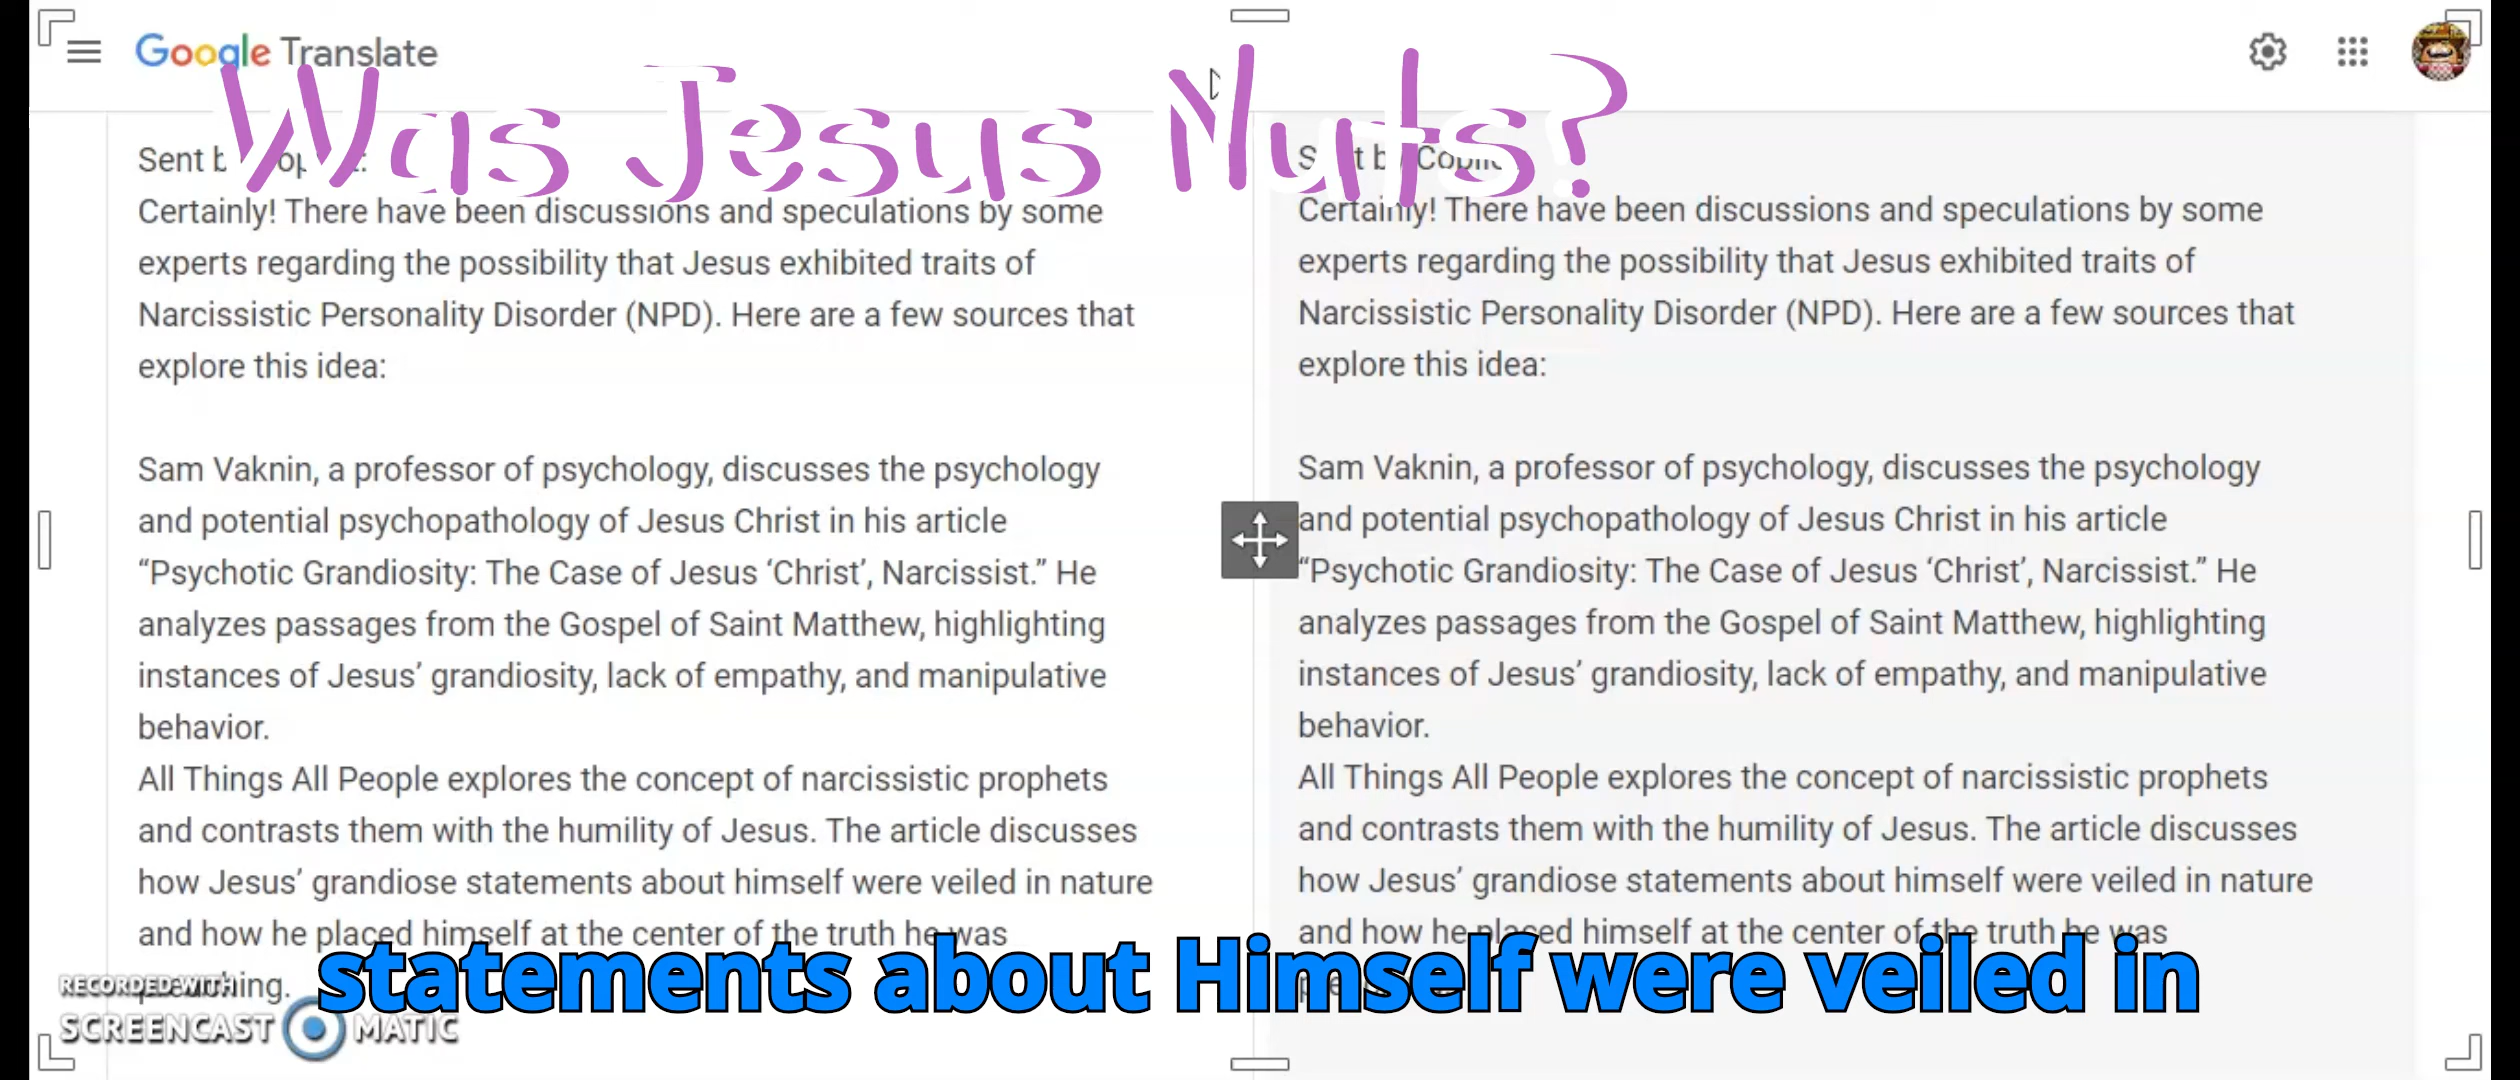 Google Translate
Was Jesus Nuts?
Certainly! There have been discussions and speculations by some
experts regarding the possibility that Jesus exhibited traits of
Narcissistic Personality Disorder (NPD). Here are a few sources that
explore this idea:
Sam Vaknin, a professor of psychology, discusses the psychology
and potential psychopathology of Jesus Christ in his article
“Psychotic Grandiosity: The Case of Jesus ‘Christ’, Narcissist.” He
analyzes passages from the Gospel of Saint Matthew, highlighting
instances of Jesus’ grandiosity, lack of empathy, and manipulative
behavior.
All Things All People explores the concept of narcissistic prophets
and contrasts them with the humility of Jesus. The article discusses
how Jesus’ grandiose statements about himself were veiled in nature
and how he placed himself at the center of the truth he was
Certainly! There have been discussions and speculations by some
experts regarding the possibility that Jesus exhibited traits of
Narcissistic Personality Disorder (NPD). Here are a few sources that
explore this idea:
Sam Vaknin, a professor of psychology, discusses the psychology
and potential psychopathology of Jesus Christ in his article
“Psychotic Grandiosity: The Case of Jesus ‘Christ’, Narcissist.” He
analyzes passages from the Gospel of Saint Matthew, highlighting
instances of Jesus’ grandiosity, lack of empathy, and manipulative
behavior.
All Things All People explores the concept of narcissistic prophets
and contrasts them with the humility of Jesus. The article discusses
how Jesus’ grandiose statements about himself were veiled in nature
and how he placed himself at the center of the truth he was
statements about Himself were veiled in
RECORDED WITH
SCREENCAST MATIC